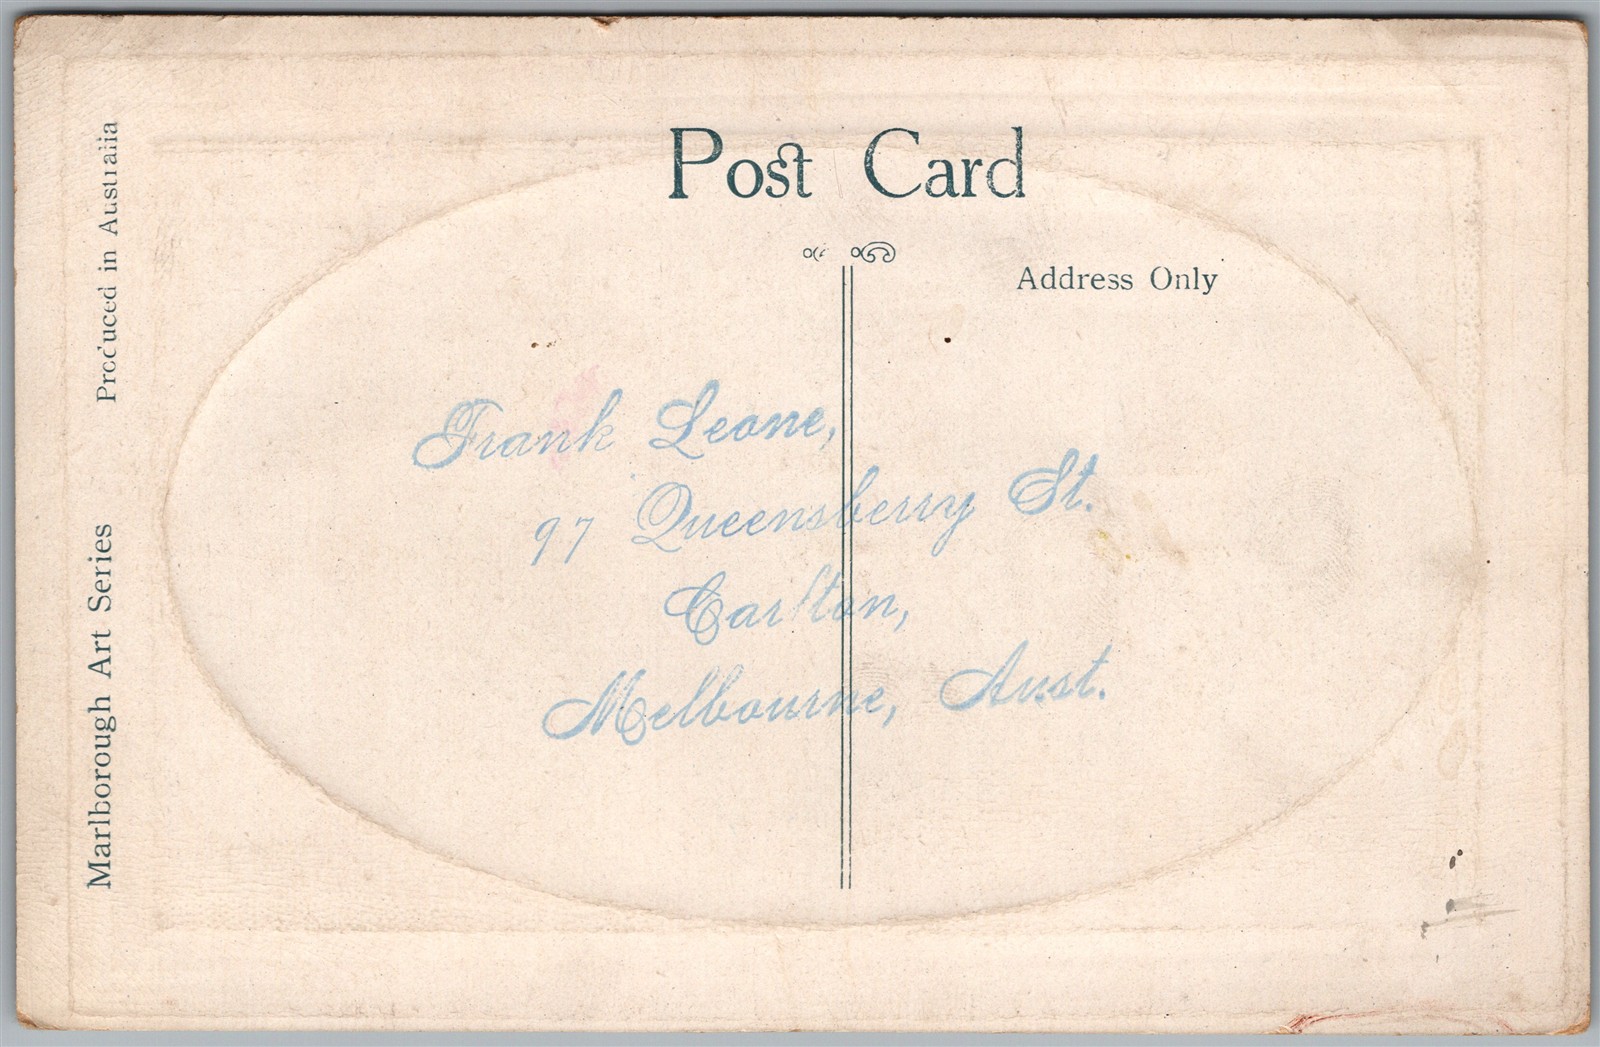 Post Card
Address Only
Frank Leone,
97 Queensberry St.
Carlton,
Melbourne, Aust.
Marlborough Art Series
Produced in Australia